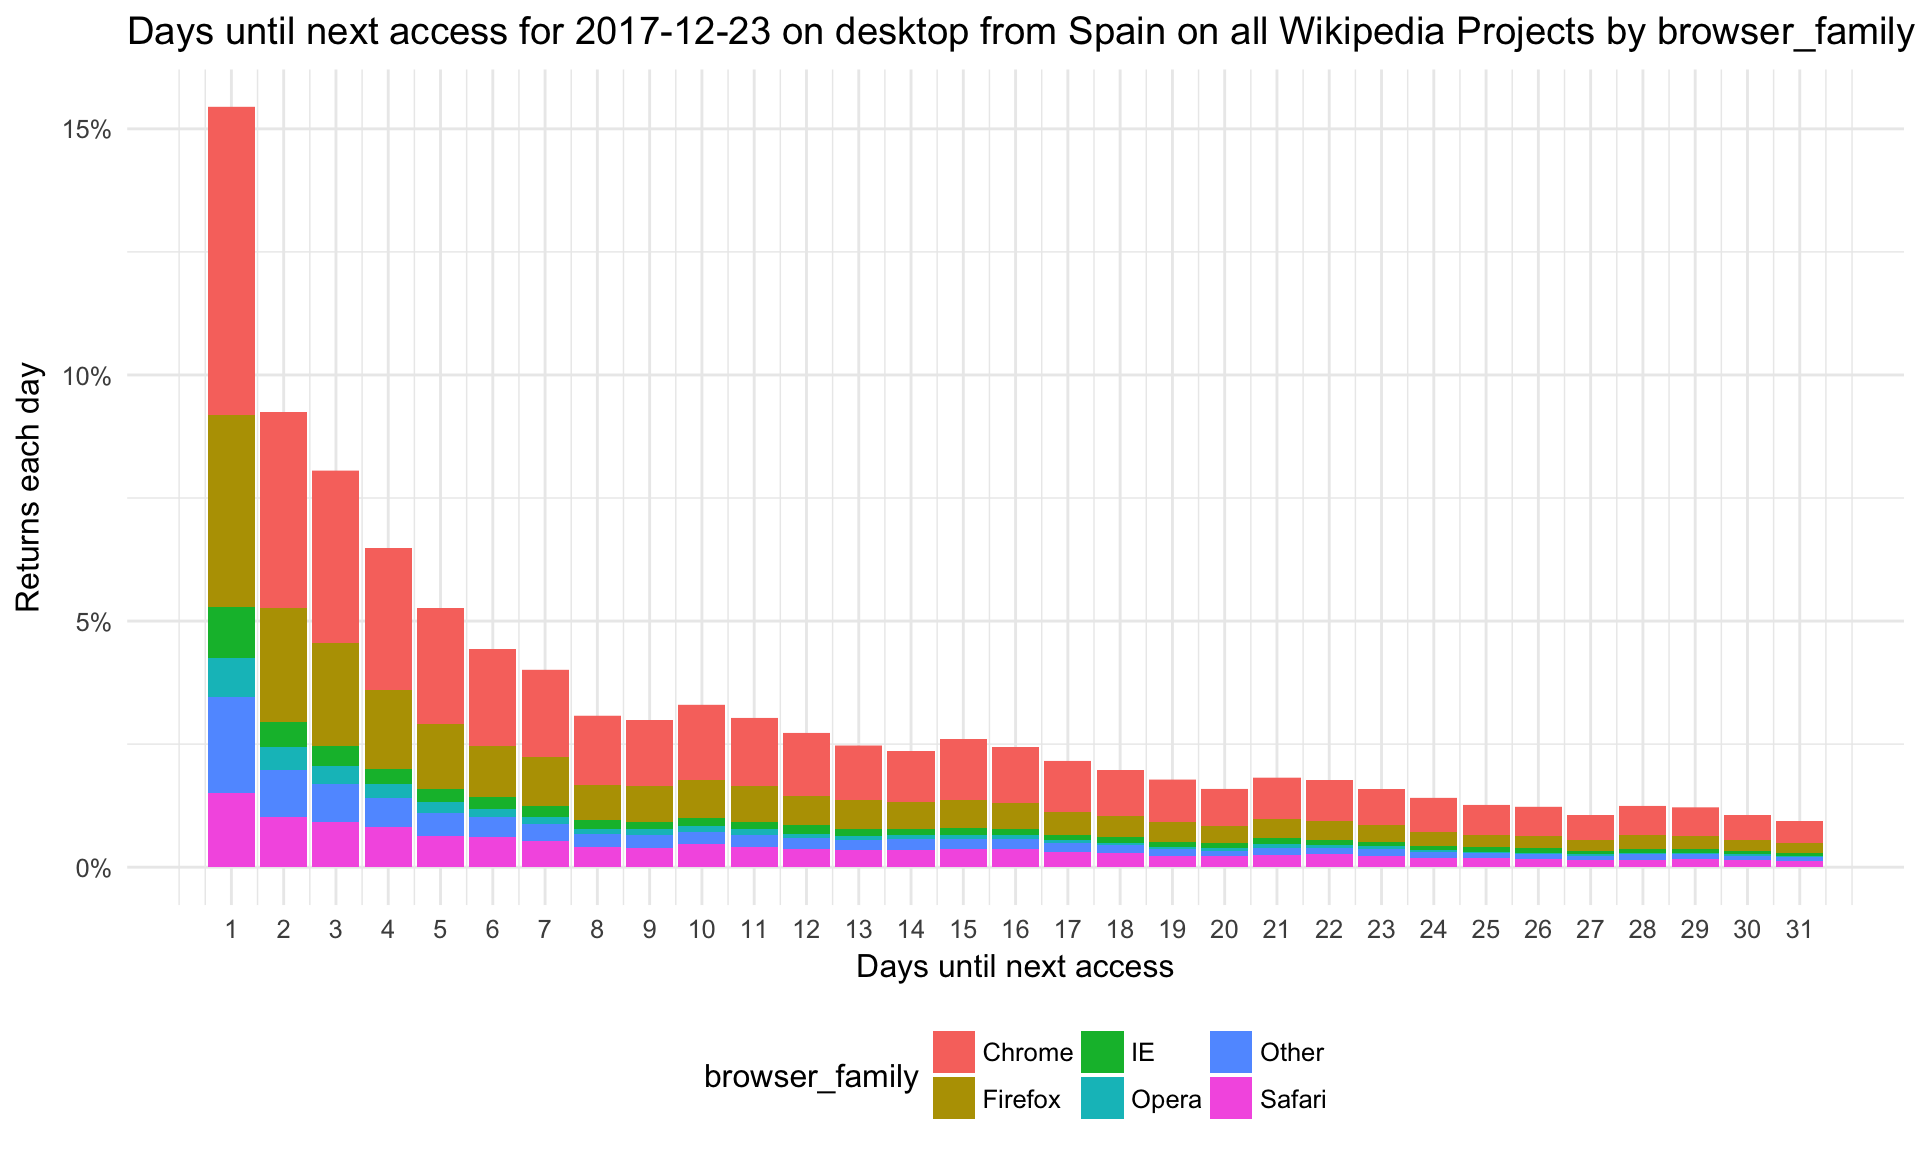 Days until next access for 2017-12-23 on desktop from Spain on all Wikipedia Projects by browser_family
Returns each day
15%
10%
5%
0%
1 2 3 4 5 6 7 8 9 10 11 12 13 14 15 16 17 18 19 20 21 22 23 24 25 26 27 28 29 30 31
Days until next access
browser_family
Chrome IE Other
Firefox Opera Safari